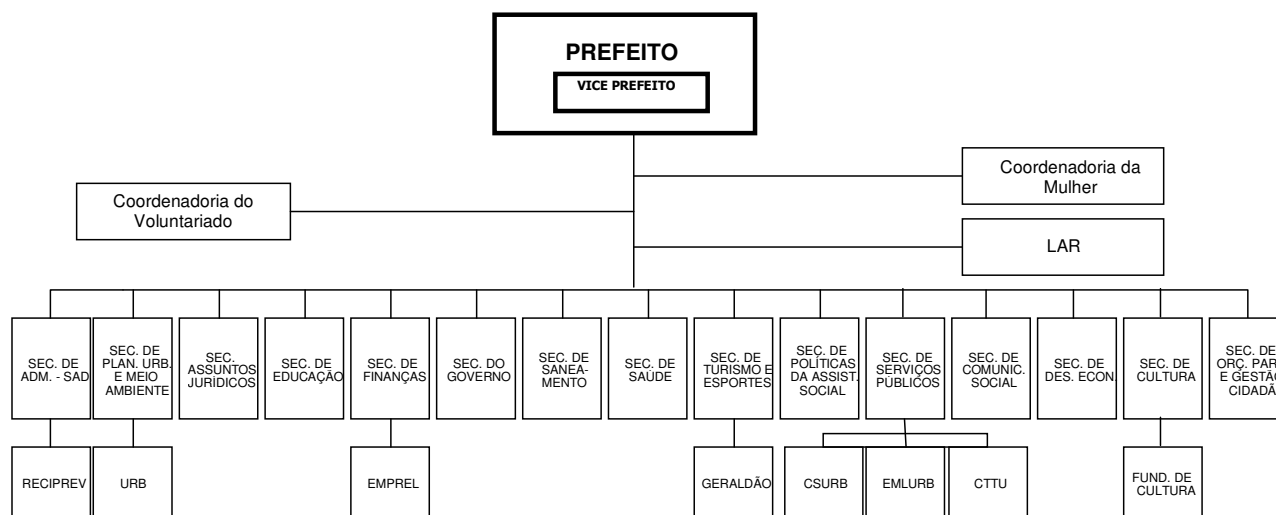 PREFEITO
VICE PREFEITO
Coordenadoria da
Mulher
Coordenadoria do
Voluntariado
LAR
SEC. DE
ADM. - SAD
SEC. DE
PLAN. URB.
E MEIO
AMBIENTE
SEC.
ASSUNTOS
JURÍDICOS
SEC. DE
EDUCAÇÃO
SEC. DE
FINANÇAS
SEC. DO
GOVERNO
SEC. DE
SANEA-
MENTO
SEC. DE
SAÚDE
SEC. DE
TURISMO E
ESPORTES
SEC. DE
POLÍTICAS
DA ASSIST.
SOCIAL
SEC. DE
SERVIÇOS
PÚBLICOS
SEC. DE
COMUNIC.
SOCIAL
SEC. DE
DES. ECON.
SEC. DE
CULTURA
SEC. DE
ORÇ. PAR
E GESTÃ
CIDADÃ
RECIPREV
URB
EMPREL
GERALDÃO
CSURB
EMLURB
CTTU
FUND. DE
CULTURA